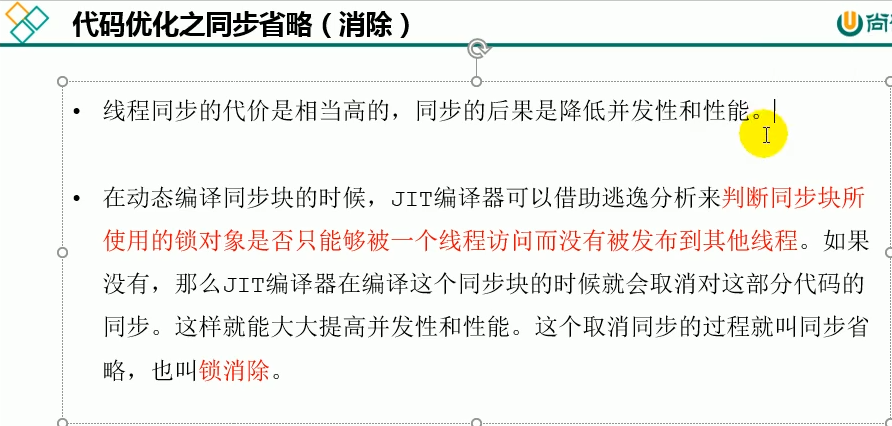 代码优化之同步省略（消除）
尚
• 线程同步的代价是相当高的，同步的后果是降低并发性和性能。
• 在动态编译同步块的时候，JIT编译器可以借助逃逸分析来判断同步块所
使用的锁对象是否只能够被一个线程访问而没有被发布到其他线程。如果
没有，那么JIT编译器在编译这个同步块的时候就会取消对这部分代码的
同步。这样就能大大提高并发性和性能。这个取消同步的过程就叫同步省
略，也叫锁消除。